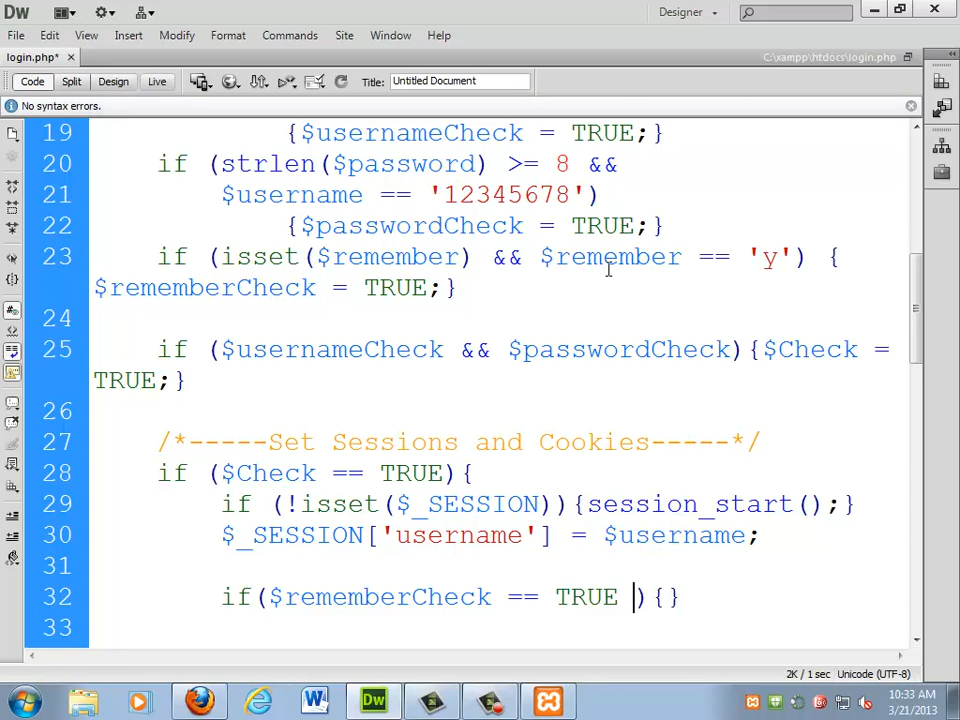 Dw
Designer
File Edit View Insert Modify Format Commands Site Window Help
login.php*
C:\xampp\htdocs\login.php
Code Split Design Live Title: Untitled Document
No syntax errors.
19 {$usernameCheck = TRUE;}
20 if (strlen($password) >= 8 &&
21 $username == '12345678')
22 {$passwordCheck = TRUE;}
23 if (isset($remember) && $remember == 'y') {
$rememberCheck = TRUE;}
24
25 if ($usernameCheck && $passwordCheck){$Check =
TRUE;}
26
27 /*-----Set Sessions and Cookies-----*/
28 if ($Check == TRUE){
29 if (!isset($_SESSION)){session_start();}
30 $_SESSION['username'] = $username;
31
32 if($rememberCheck == TRUE ){}
33
2K / 1 sec Unicode (UTF-8)
W Dw
10:33 AM
3/21/2013